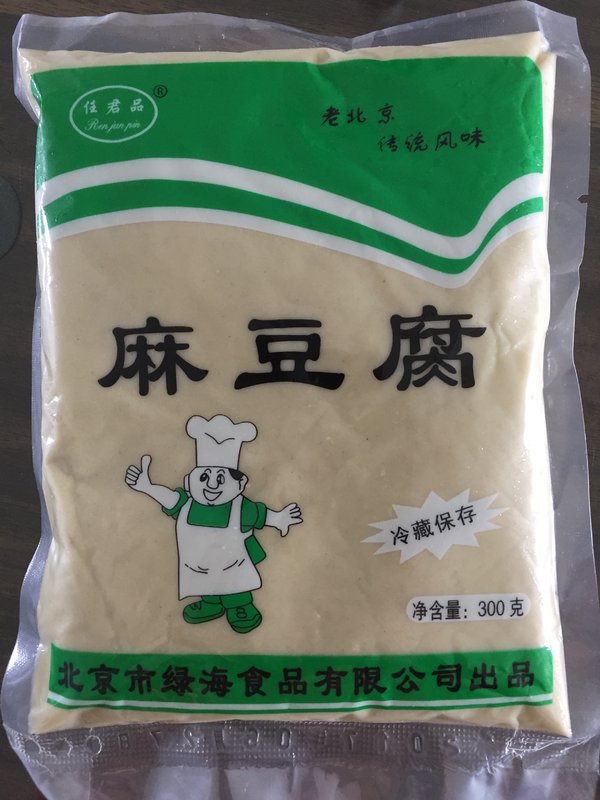 任君品®
Ren jun pin
老北京
传统风味
麻豆腐
冷藏保存
净含量：300克
北京市绿海食品有限公司出品